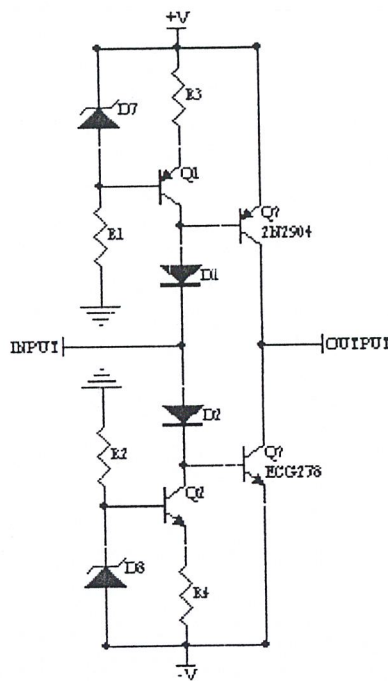 +V
R3
D7
Q1
Q?
2N2904
R1
D1
INPUT
OUTPUT
D2
R2
Q?
ECG278
Q2
D8
R4
-V